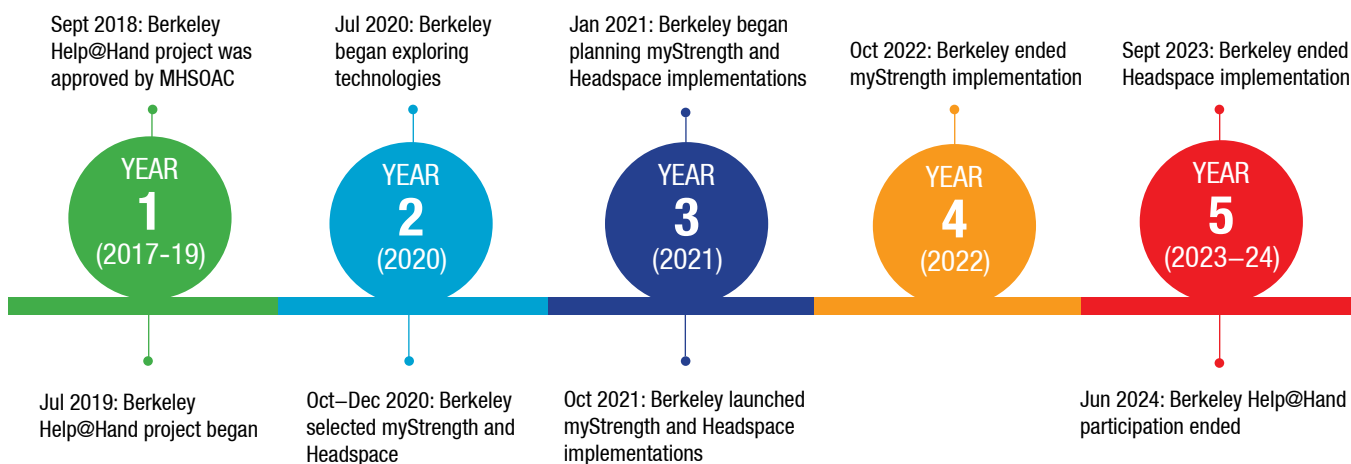 Sept 2018: Berkeley
Help@Hand project was
approved by MHSOAC
Jul 2020: Berkeley
began exploring
technologies
Jan 2021: Berkeley began
planning myStrength and
Headspace implementations
Oct 2022: Berkeley ended
myStrength implementation
Sept 2023: Berkeley ended
Headspace implementation
YEAR
1
(2017-19)
YEAR
2
(2020)
YEAR
3
(2021)
YEAR
4
(2022)
YEAR
5
(2023–24)
Jul 2019: Berkeley
Help@Hand project began
Oct–Dec 2020: Berkeley
selected myStrength and
Headspace
Oct 2021: Berkeley launched
myStrength and Headspace
implementations
Jun 2024: Berkeley Help@Hand
participation ended